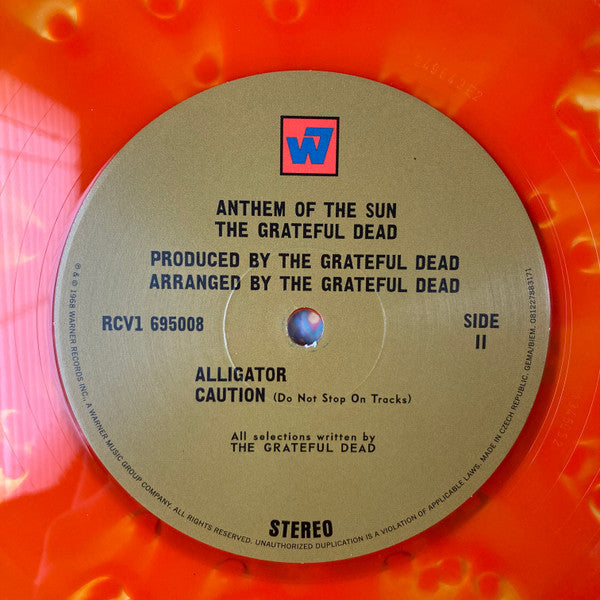 W7
ANTHEM OF THE SUN
THE GRATEFUL DEAD
PRODUCED BY THE GRATEFUL DEAD
ARRANGED BY THE GRATEFUL DEAD
RCV1 695008
SIDE
II
ALLIGATOR
CAUTION (Do Not Stop On Tracks)
All selections written by
THE GRATEFUL DEAD
STEREO
℗ & © 1968 WARNER RECORDS INC., A WARNER MUSIC GROUP COMPANY. ALL RIGHTS RESERVED. UNAUTHORIZED DUPLICATION IS A VIOLATION OF APPLICABLE LAWS. MADE IN CZECH REPUBLIC. GEMA/BIEM. 081227883171